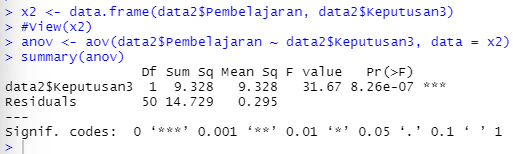 > x2 <- data.frame(data2$Pembelajaran, data2$Keputusan3)
> #View(x2)
> anov <- aov(data2$Pembelajaran ~ data2$Keputusan3, data = x2)
> summary(anov)
                 Df Sum Sq Mean Sq F value   Pr(>F)
data2$Keputusan3  1  9.328   9.328   31.67 8.26e-07 ***
Residuals        50 14.729   0.295
---
Signif. codes:  0 ‘***’ 0.001 ‘**’ 0.01 ‘*’ 0.05 ‘.’ 0.1 ‘ ’ 1
>